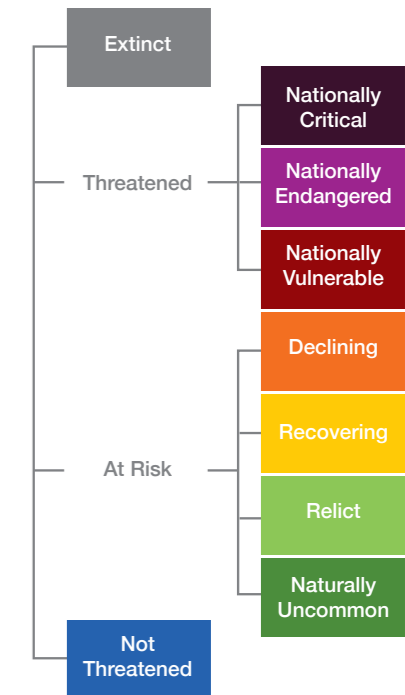 Extinct
Threatened
Nationally
Critical
Nationally
Endangered
Nationally
Vulnerable
At Risk
Declining
Recovering
Relict
Naturally
Uncommon
Not
Threatened